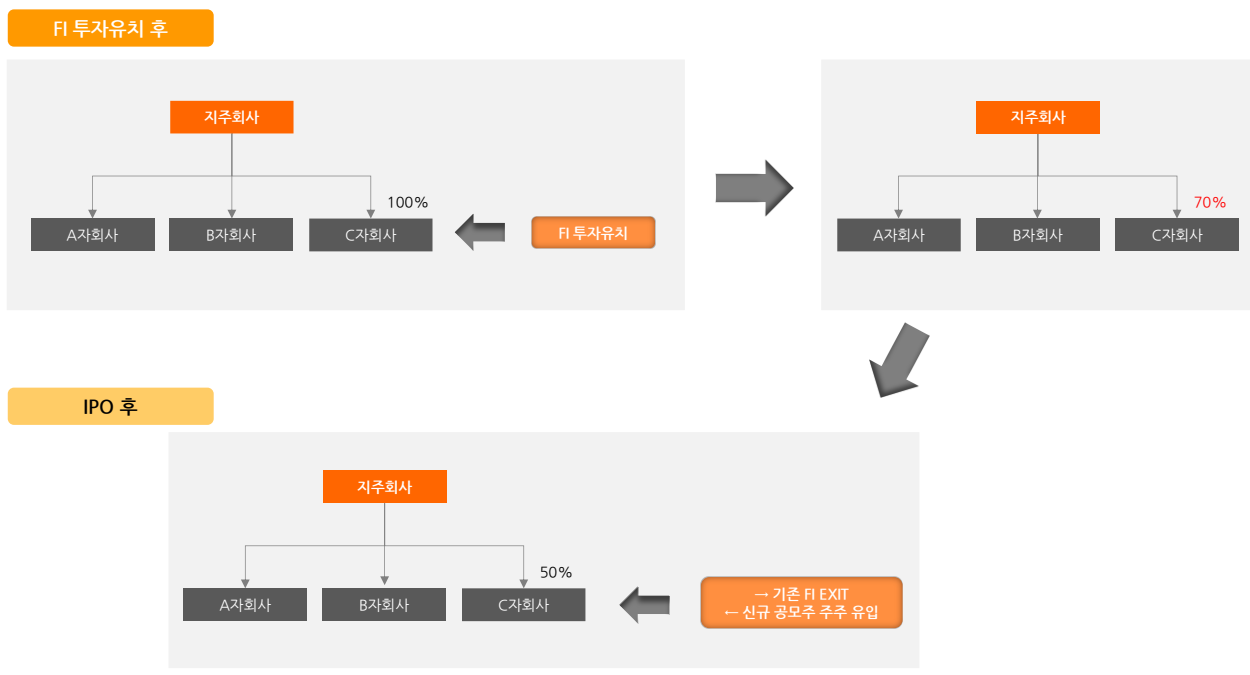 FI 투자유치 후
지주회사
100%
A자회사
B자회사
C자회사
FI 투자유치
지주회사
70%
A자회사
B자회사
C자회사
IPO 후
지주회사
50%
A자회사
B자회사
C자회사
→ 기존 FI EXIT
← 신규 공모주 주주 유입